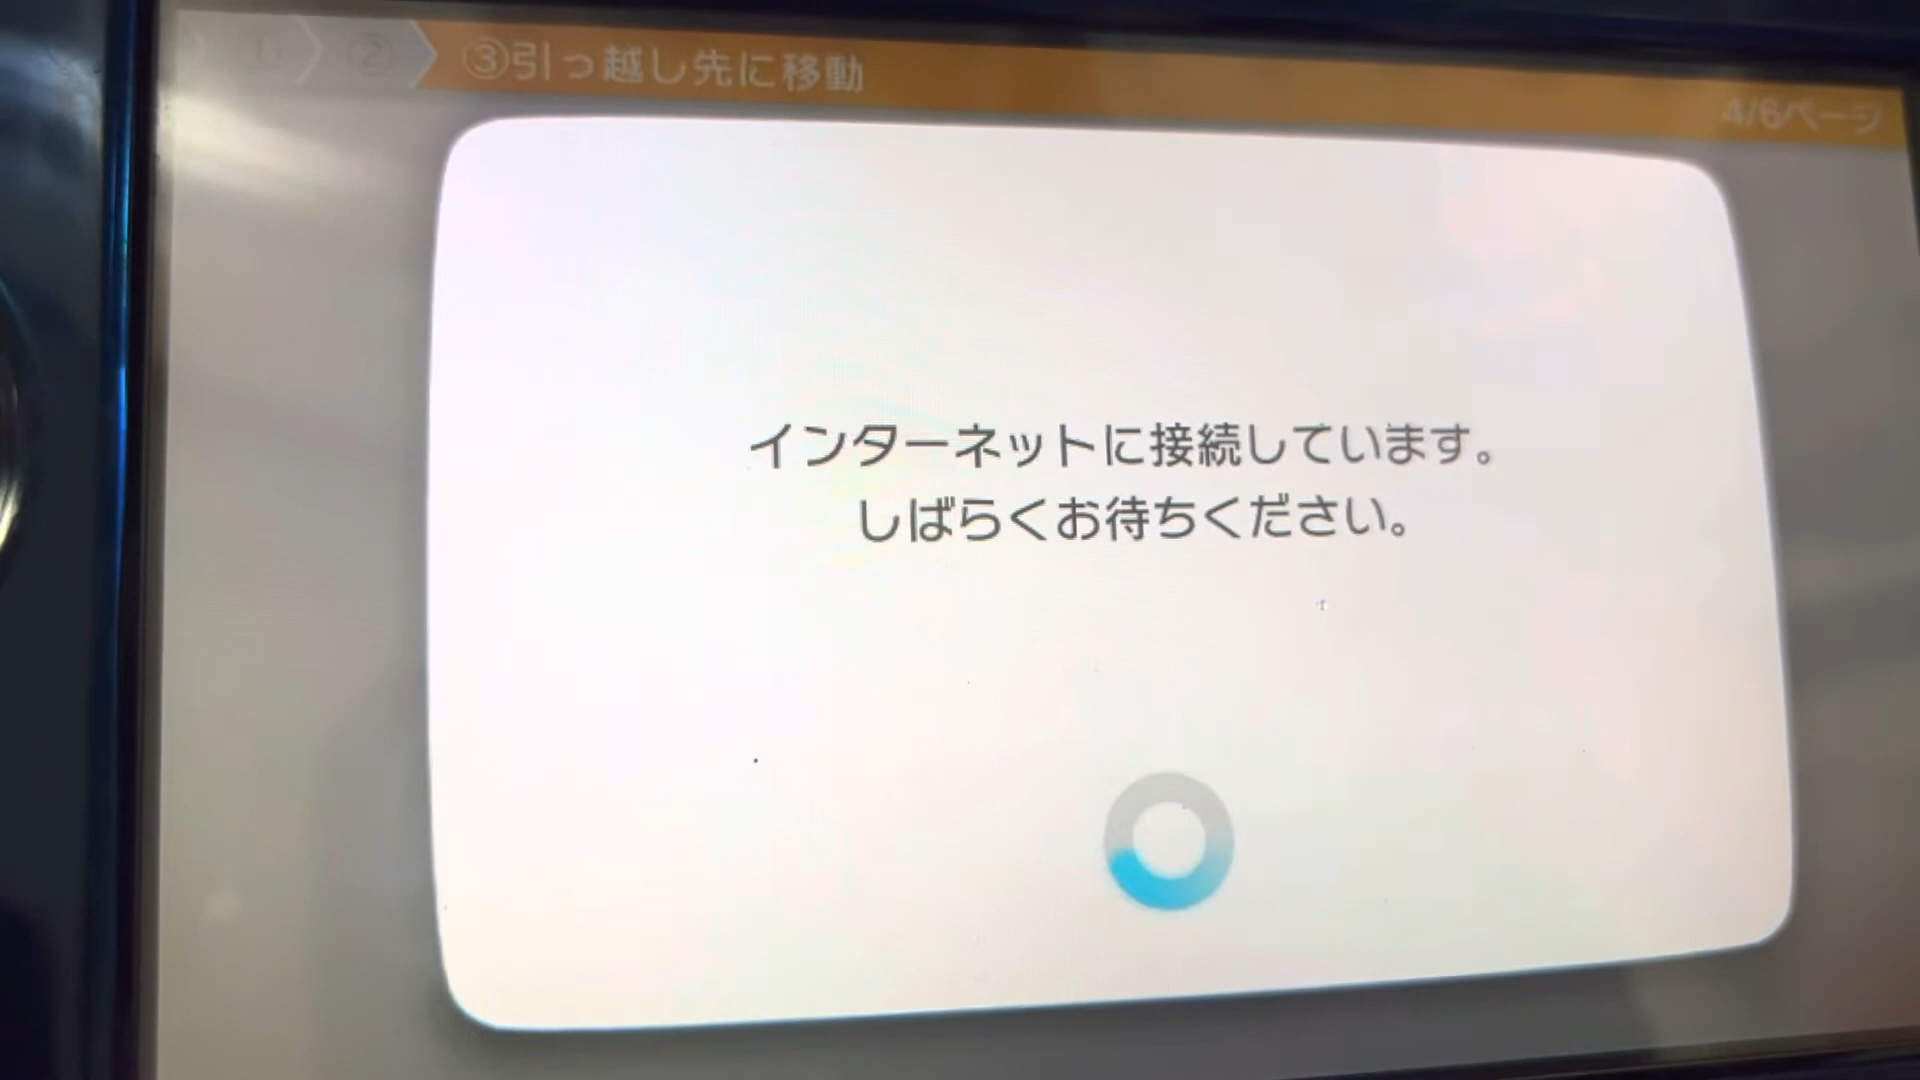 ① ② ③引っ越し先に移動
4/6ページ
インターネットに接続しています。
しばらくお待ちください。